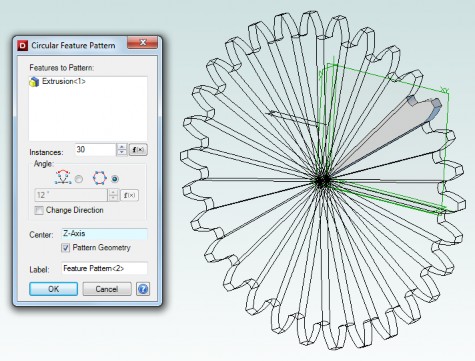 Circular Feature Pattern
Features to Pattern:
Extrusion<1>
Instances: 30 f(x)
Angle:
12 ° f(x)
Change Direction
Center: Z-Axis
Pattern Geometry
Label: Feature Pattern<2>
OK Cancel